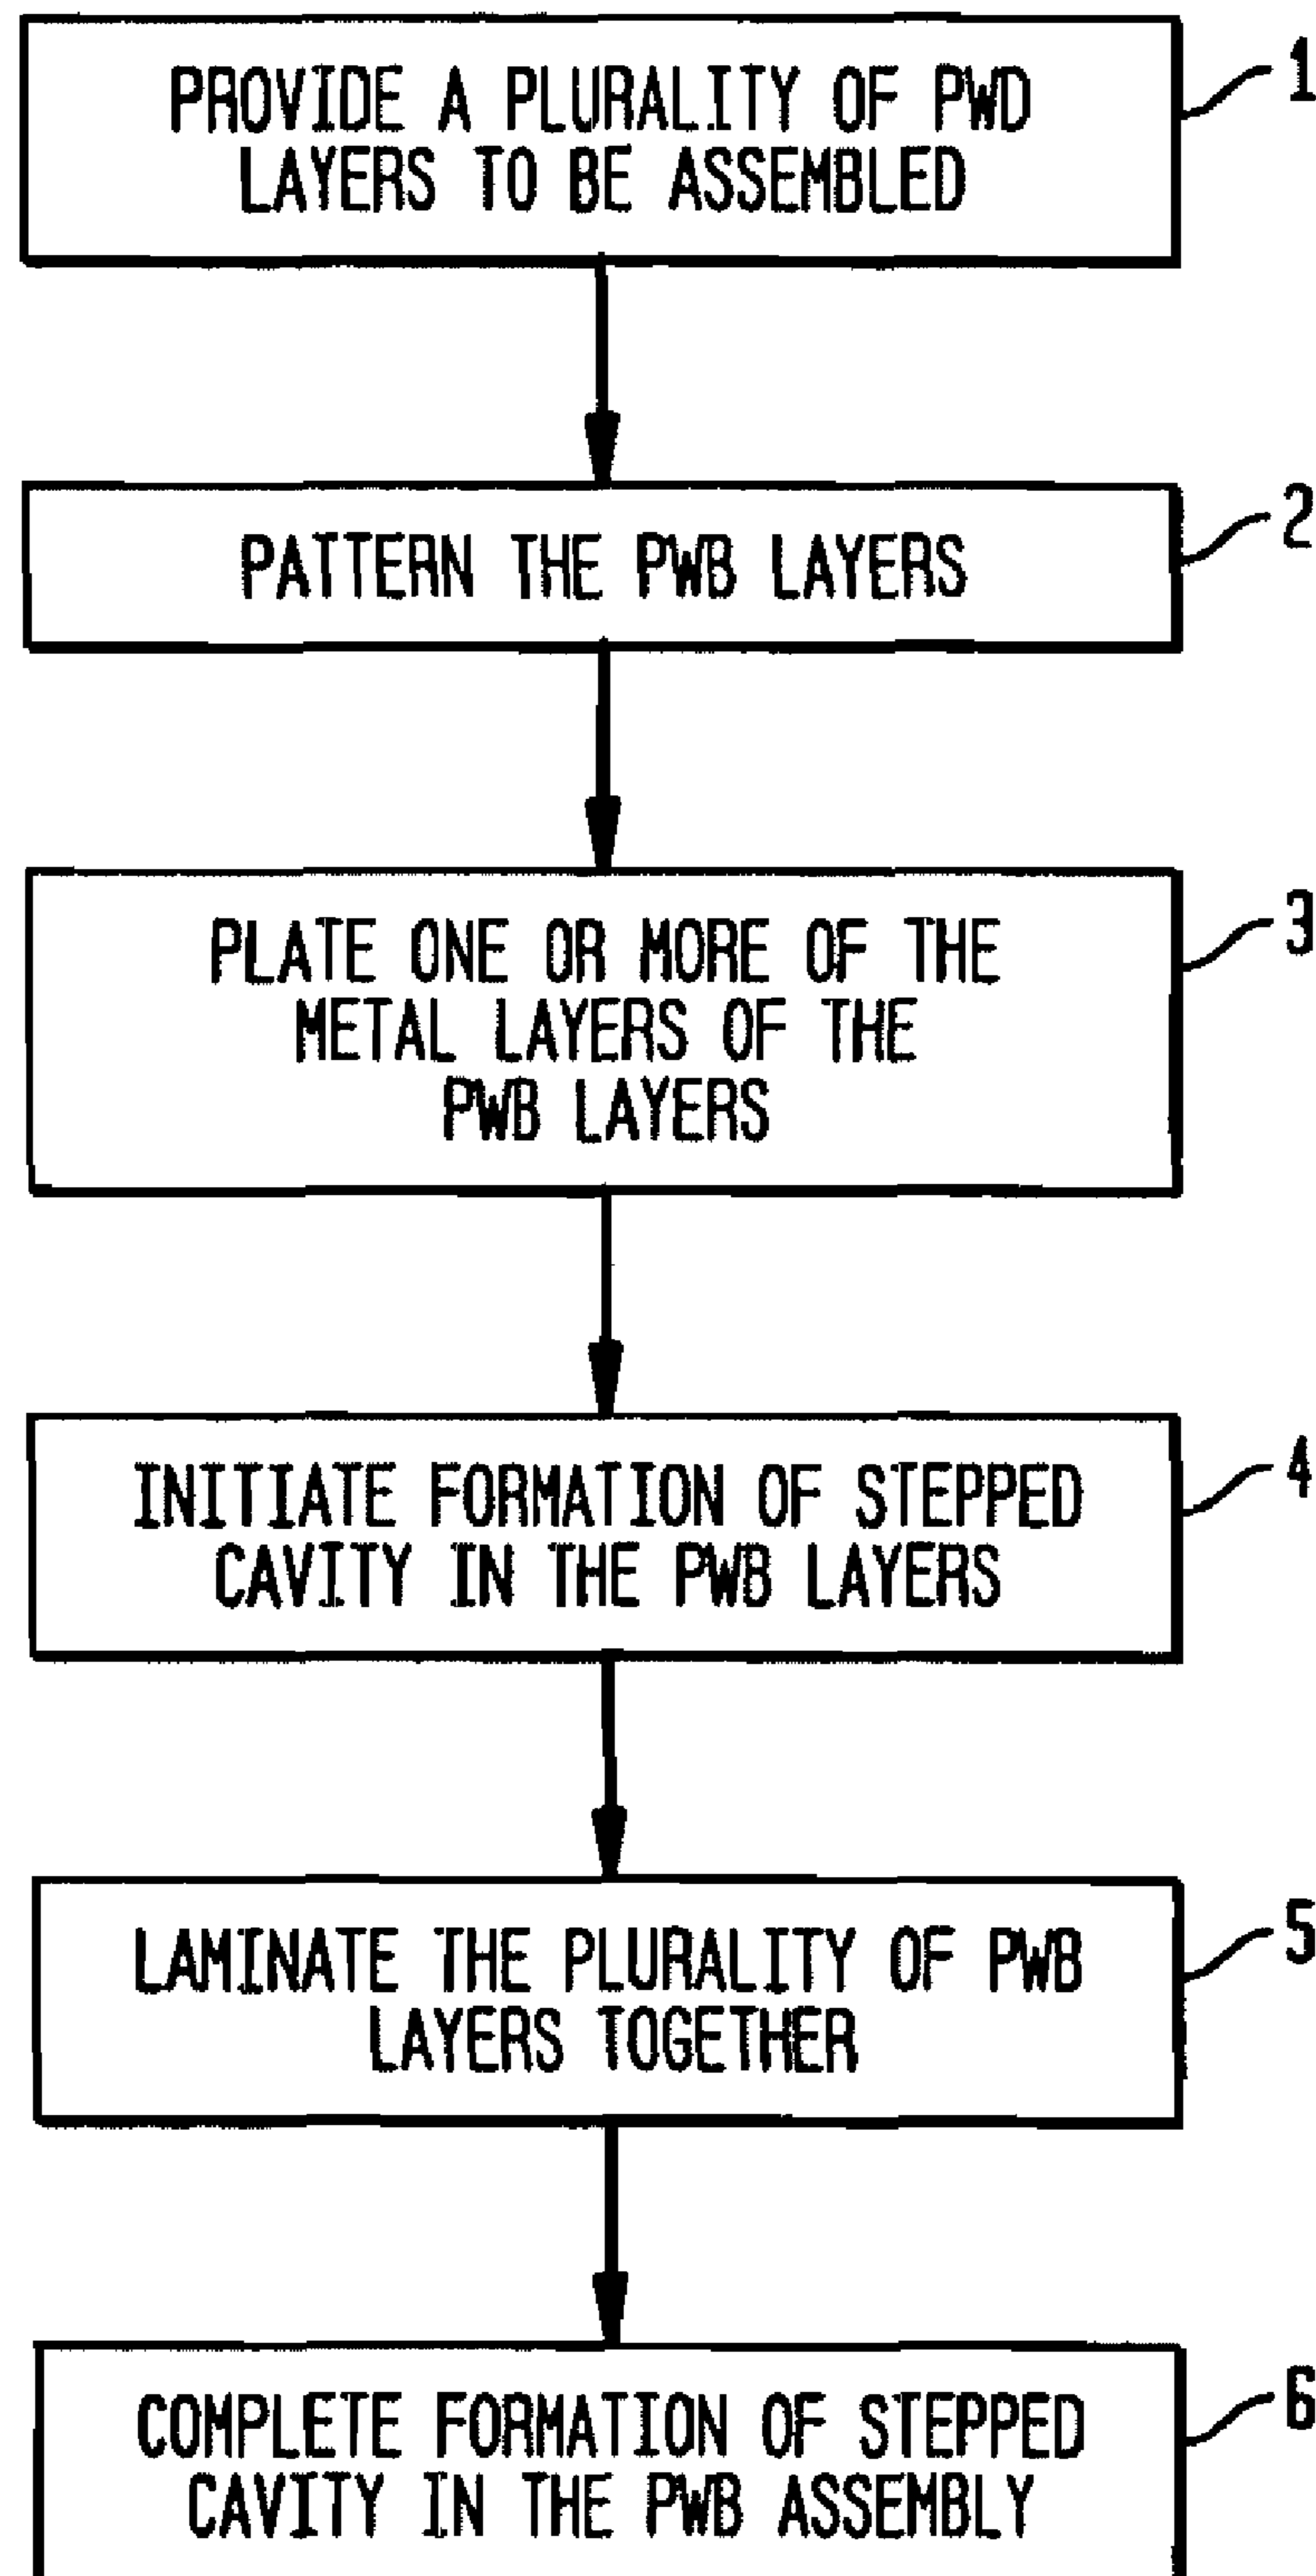 PROVIDE A PLURALITY OF PWD
LAYERS TO BE ASSEMBLED
1
PATTERN THE PWB LAYERS
2
PLATE ONE OR MORE OF THE
METAL LAYERS OF THE
PWB LAYERS
3
INITIATE FORMATION OF STEPPED
CAVITY IN THE PWB LAYERS
4
LAMINATE THE PLURALITY OF PWB
LAYERS TOGETHER
5
COMPLETE FORMATION OF STEPPED
CAVITY IN THE PWB ASSEMBLY
6